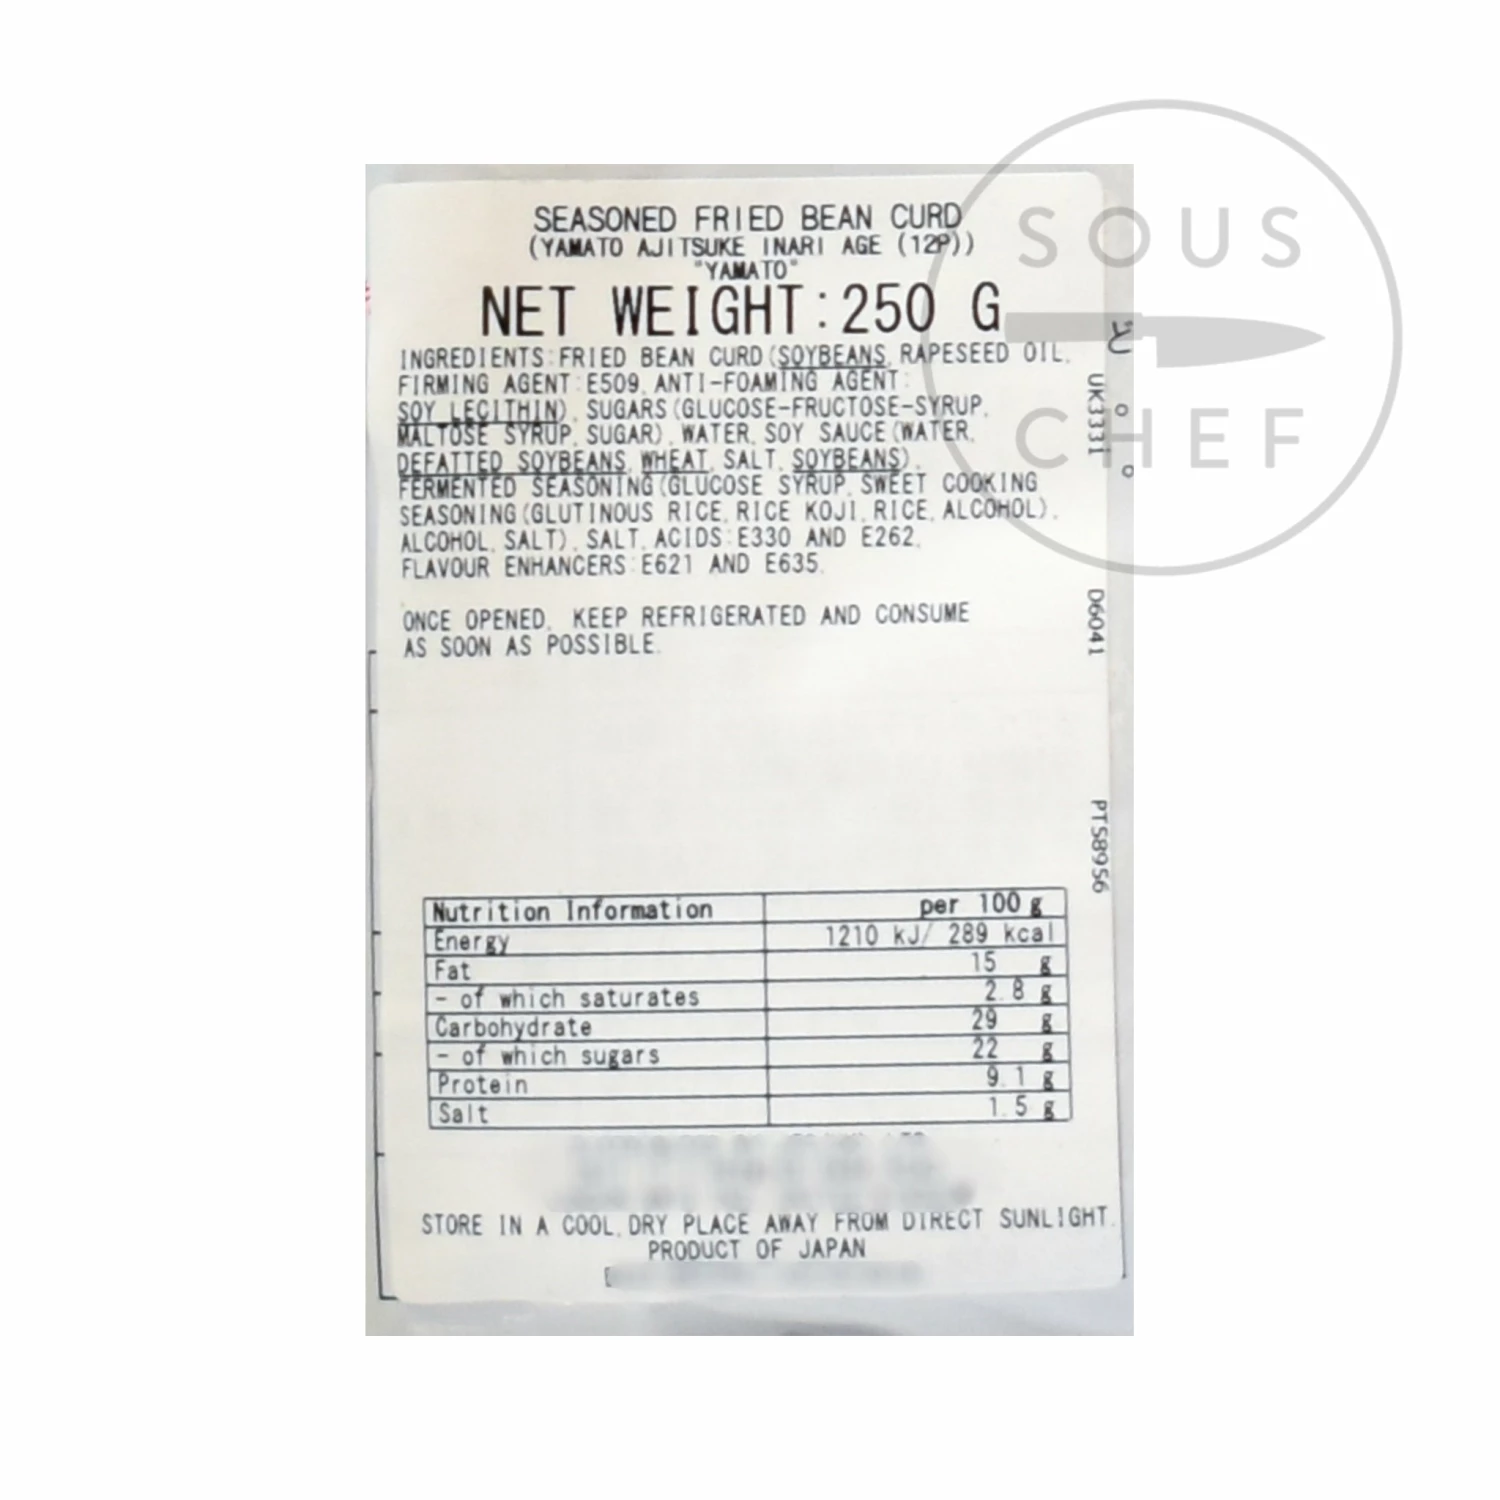 SEASONED FRIED BEAN CURD
(YAMATO AJITSUKE INARI AGE (12P))
"YAMATO"
NET WEIGHT:250 G
INGREDIENTS:FRIED BEAN CURD(SOYBEANS, RAPESEED OIL,
FIRMING AGENT:E509, ANTI-FOAMING AGENT:
SOY LECITHIN), SUGARS(GLUCOSE-FRUCTOSE-SYRUP,
MALTOSE SYRUP, SUGAR), WATER, SOY SAUCE(WATER,
DEFATTED SOYBEANS, WHEAT, SALT, SOYBEANS),
FERMENTED SEASONING(GLUCOSE SYRUP, SWEET COOKING
SEASONING(GLUTINOUS RICE, RICE KOJI, RICE, ALCOHOL),
ALCOHOL, SALT), SALT, ACIDS:E330 AND E262,
FLAVOUR ENHANCERS:E621 AND E635.
ONCE OPENED, KEEP REFRIGERATED AND CONSUME
AS SOON AS POSSIBLE.
Nutrition Information per 100 g
Energy 1210 kJ/ 289 kcal
Fat 15 g
- of which saturates 2.8 g
Carbohydrate 29 g
- of which sugars 22 g
Protein 9.1 g
Salt 1.5 g
STORE IN A COOL, DRY PLACE AWAY FROM DIRECT SUNLIGHT.
PRODUCT OF JAPAN
UK3331
D6041
PTS8956
SOUS
CHEF